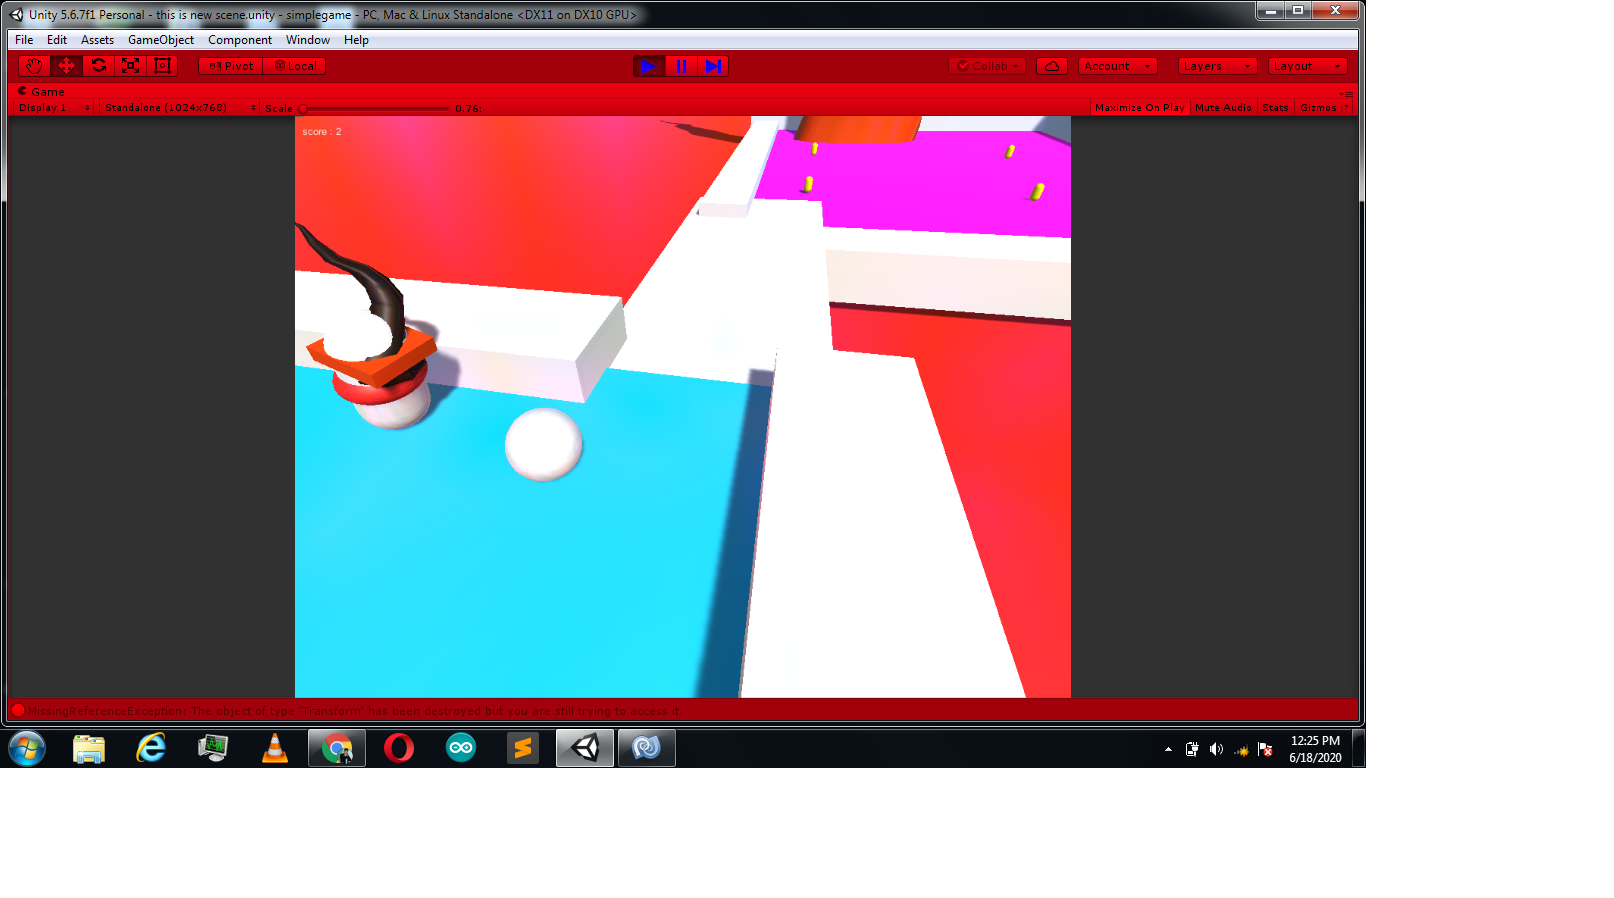 Unity 5.6.7f1 Personal - this is new scene.unity - simplegame - PC, Mac & Linux Standalone <DX11 on DX10 GPU>
File Edit Assets GameObject Component Window Help
Pivot Local Collab Account Layers Layout
Game
Display 1 Standalone (1024x768) Scale 0.76: Maximize On Play Mute Audio Stats Gizmos
score : 2
MissingReferenceException: The object of type 'Transform' has been destroyed but you are still trying to access it.
12:25 PM
6/18/2020